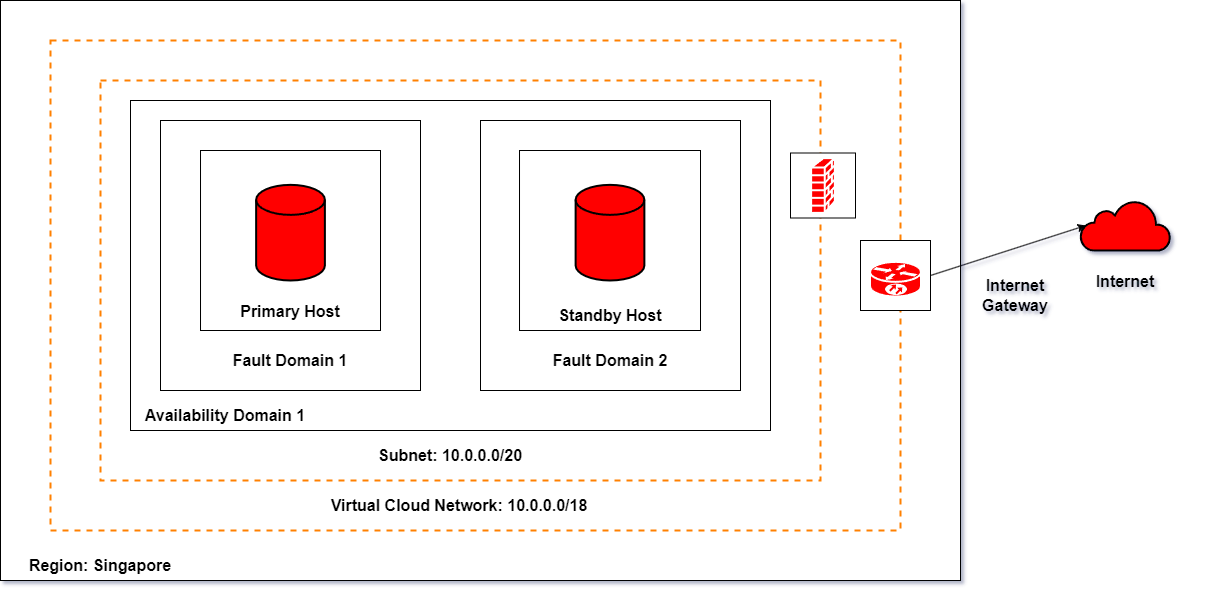 Primary Host
Standby Host
Fault Domain 1
Fault Domain 2
Availability Domain 1
Subnet: 10.0.0.0/20
Virtual Cloud Network: 10.0.0.0/18
Region: Singapore
Internet
Gateway
Internet